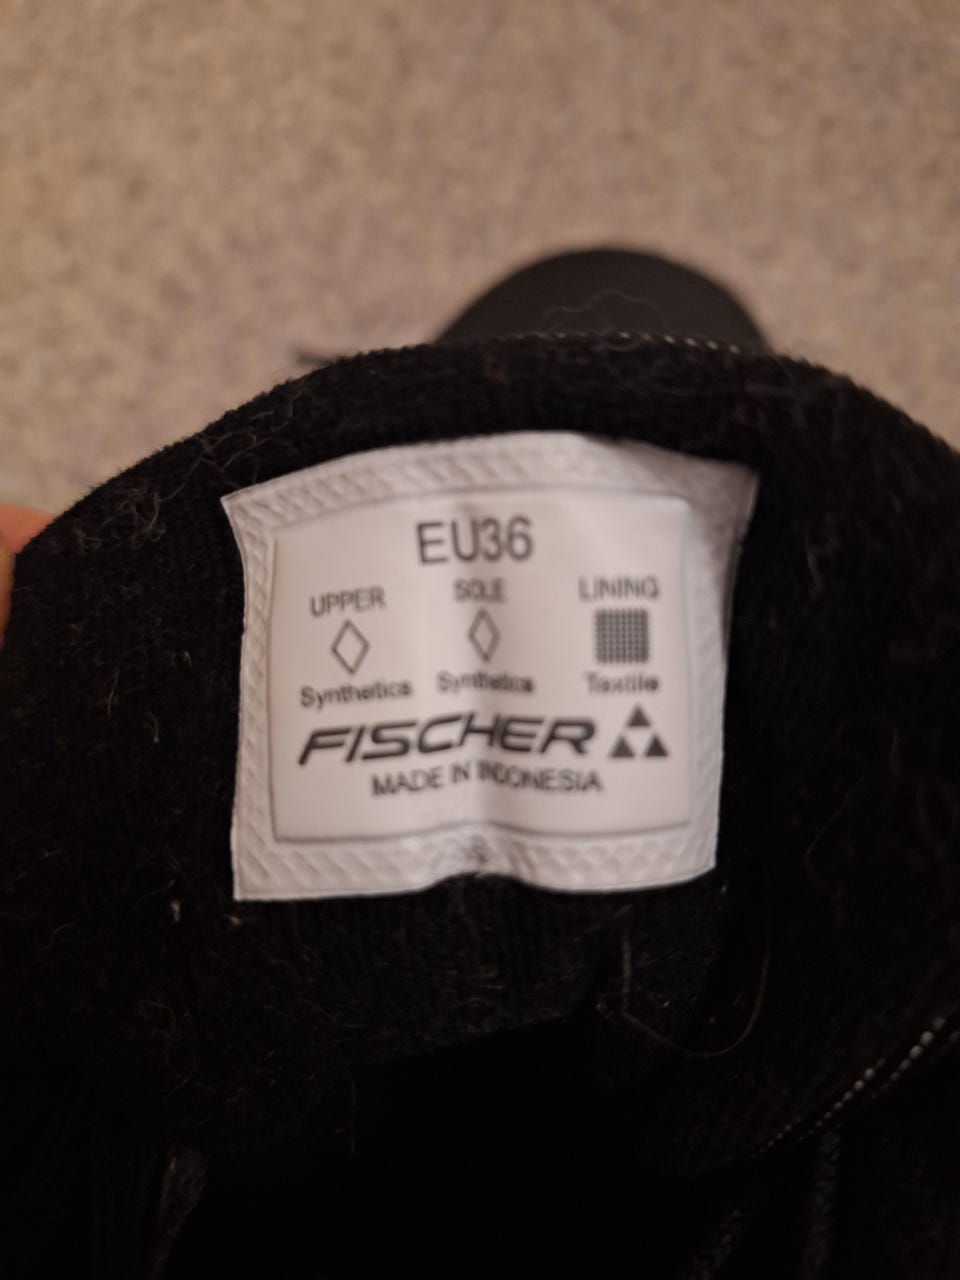 EU36
UPPER SOLE LINING
Synthetics Synthetics Textile
FISCHER
MADE IN INDONESIA